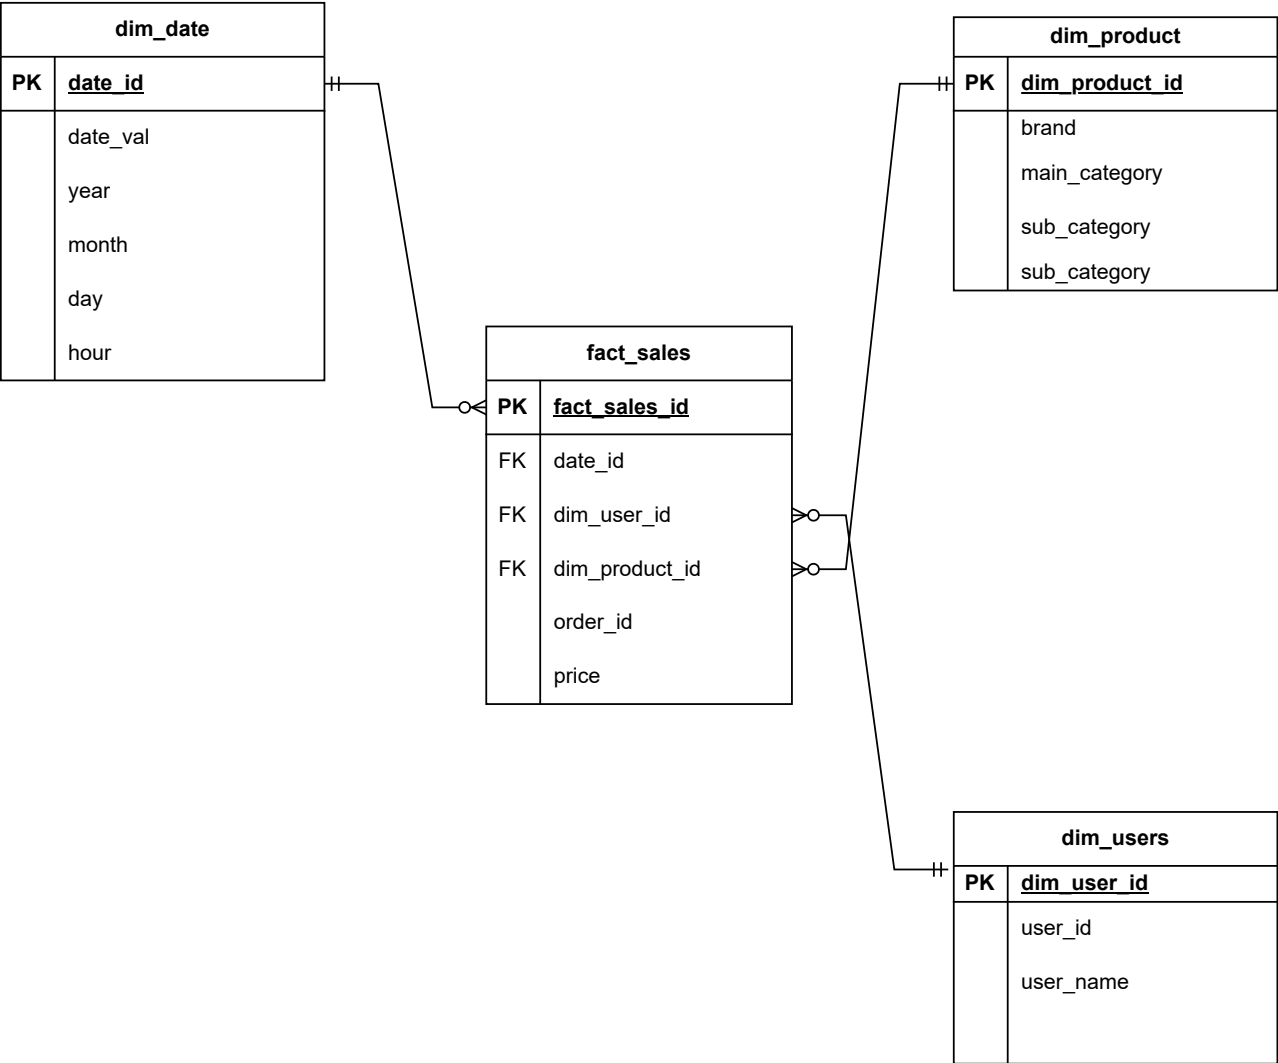 dim_date
PK date_id
date_val
year
month
day
hour
dim_product
PK dim_product_id
brand
main_category
sub_category
sub_category
fact_sales
PK fact_sales_id
FK date_id
FK dim_user_id
FK dim_product_id
order_id
price
dim_users
PK dim_user_id
user_id
user_name